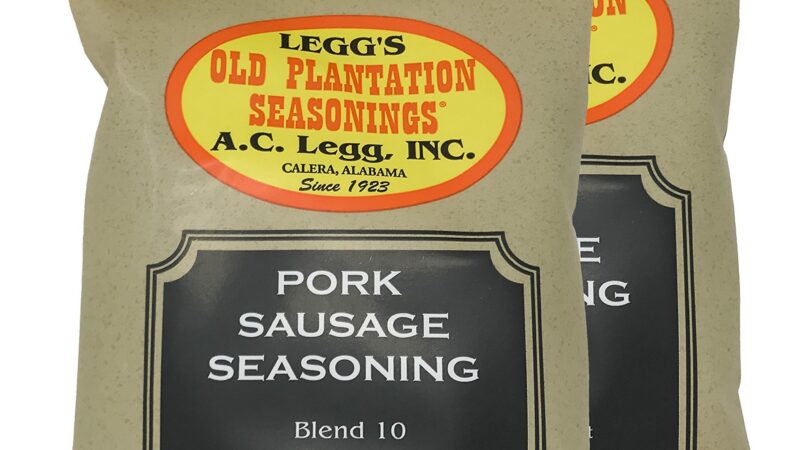 LEGG'S
OLD PLANTATION
SEASONINGS®
A.C. Legg, INC.
CALERA, ALABAMA
Since 1923
PORK
SAUSAGE
SEASONING
Blend 10